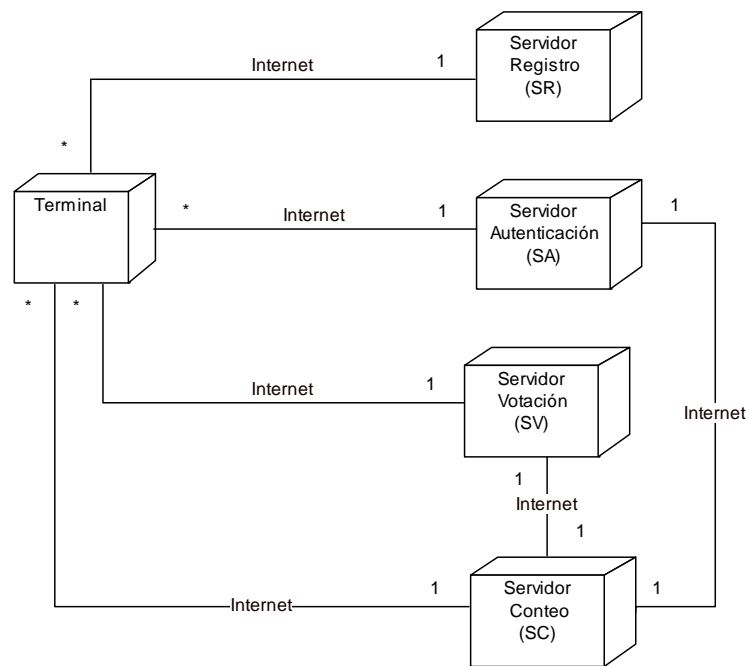 Servidor
Registro
(SR)
Internet
1
*
Terminal
*
Internet
1
Servidor
Autenticación
(SA)
1
*
*
Internet
1
Servidor
Votación
(SV)
Internet
1
Internet
1
Internet
1
Servidor
Conteo
(SC)
1